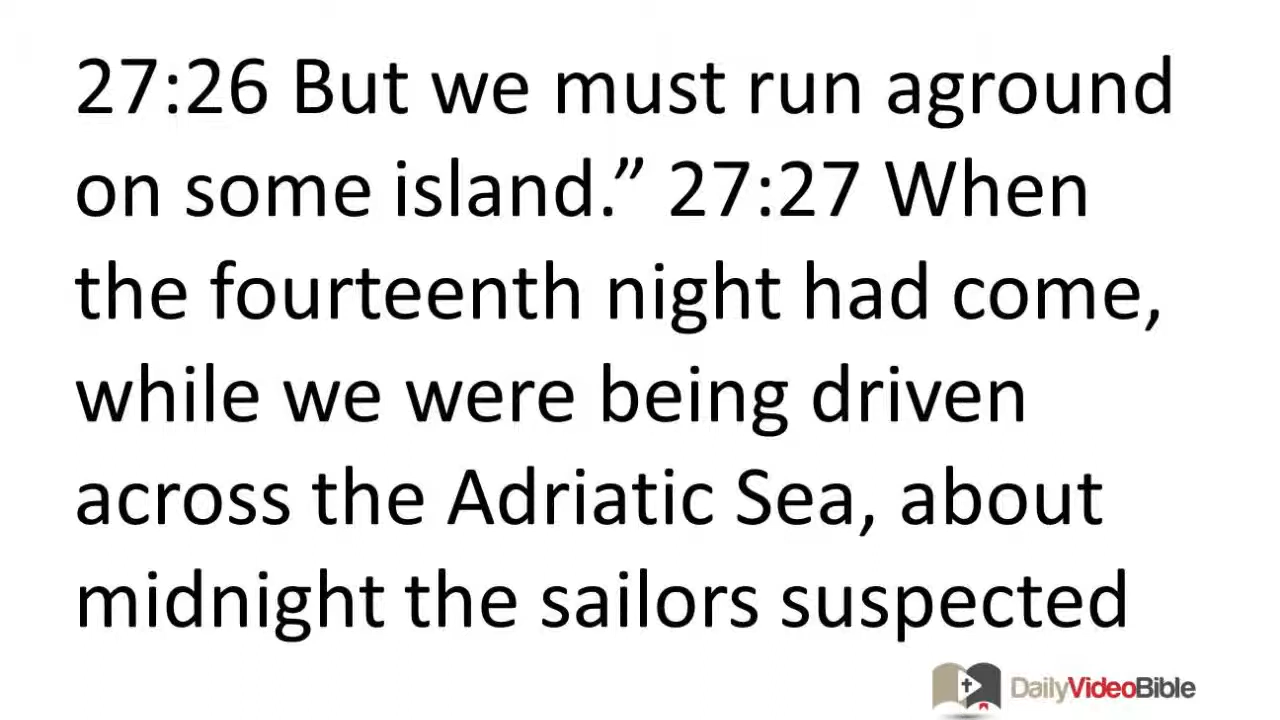 27:26 But we must run aground
on some island.” 27:27 When
the fourteenth night had come,
while we were being driven
across the Adriatic Sea, about
midnight the sailors suspected
DailyVideoBible